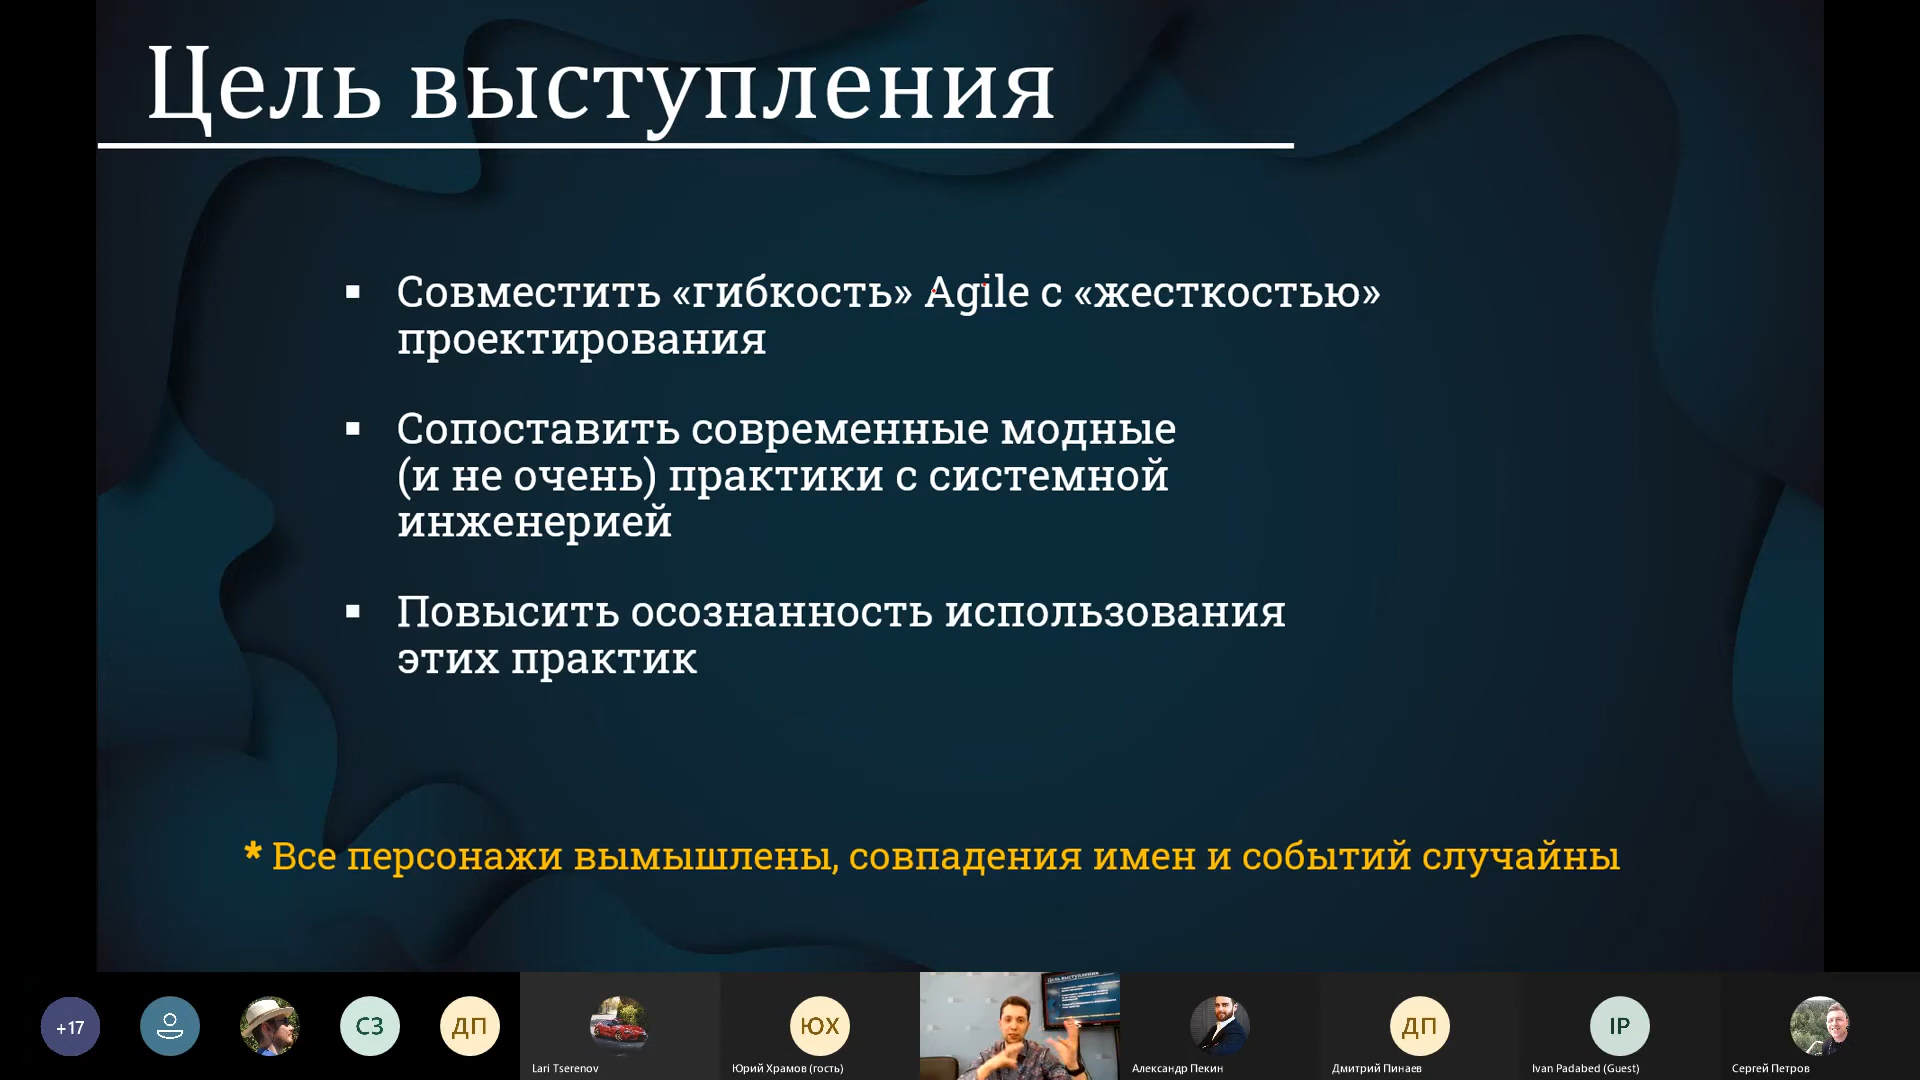 Цель выступления
▪ Совместить «гибкость» Agile с «жесткостью»
проектирования
▪ Сопоставить современные модные
(и не очень) практики с системной
инженерией
▪ Повысить осознанность использования
этих практик
* Все персонажи вымышлены, совпадения имен и событий случайны
+17
СЗ
ДП
Lari Tserenov
ЮХ
Юрий Храмов (гость)
Цель выступления
Александр Пекин
ДП
Дмитрий Пинаев
IP
Ivan Padabed (Guest)
Сергей Петров